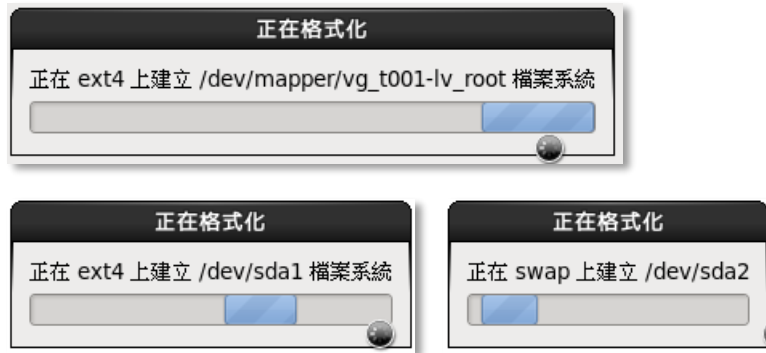 正在格式化
正在 ext4 上建立 /dev/mapper/vg_t001-lv_root 檔案系統
正在格式化
正在 ext4 上建立 /dev/sda1 檔案系統
正在格式化
正在 swap 上建立 /dev/sda2